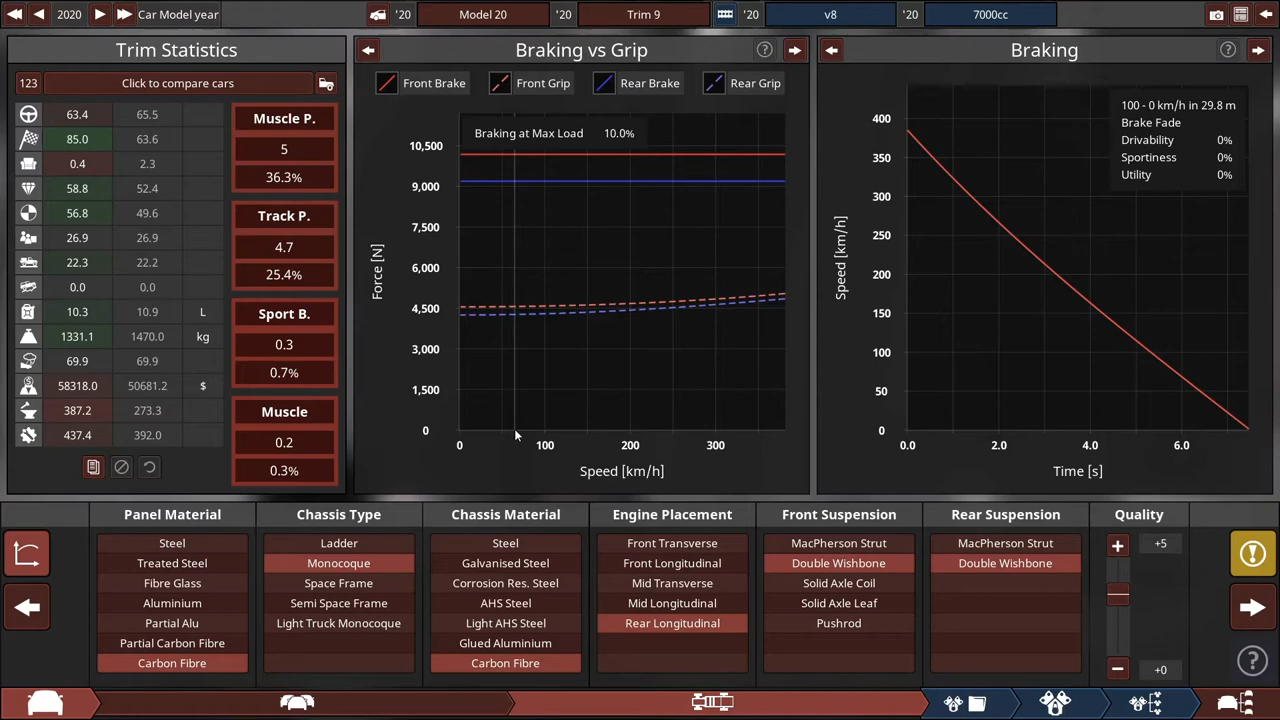 2020 Car Model year '20 Model 20 '20 Trim 9 '20 v8 '20 7000cc
Trim Statistics
123 Click to compare cars
63.4 65.5
85.0 63.6
0.4 2.3
58.8 52.4
56.8 49.6
26.9 26.9
22.3 22.2
0.0 0.0
10.3 10.9 L
1331.1 1470.0 kg
69.9 69.9
58318.0 50681.2 $
387.2 273.3
437.4 392.0
Muscle P.
5
36.3%
Track P.
4.7
25.4%
Sport B.
0.3
0.7%
Muscle
0.2
0.3%
Braking vs Grip ?
Front Brake Front Grip Rear Brake Rear Grip
Braking at Max Load 10.0%
10,500
9,000
7,500
6,000
4,500
3,000
1,500
0
Force [N]
0 100 200 300
Speed [km/h]
Braking ?
100 - 0 km/h in 29.8 m
Brake Fade
Drivability 0%
Sportiness 0%
Utility 0%
400
350
300
250
200
150
100
50
0
Speed [km/h]
0.0 2.0 4.0 6.0
Time [s]
Panel Material
Steel
Treated Steel
Fibre Glass
Aluminium
Partial Alu
Partial Carbon Fibre
Carbon Fibre
Chassis Type
Ladder
Monocoque
Space Frame
Semi Space Frame
Light Truck Monocoque
Chassis Material
Steel
Galvanised Steel
Corrosion Res. Steel
AHS Steel
Light AHS Steel
Glued Aluminium
Carbon Fibre
Engine Placement
Front Transverse
Front Longitudinal
Mid Transverse
Mid Longitudinal
Rear Longitudinal
Front Suspension
MacPherson Strut
Double Wishbone
Solid Axle Coil
Solid Axle Leaf
Pushrod
Rear Suspension
MacPherson Strut
Double Wishbone
Quality
+ +5
- +0
?